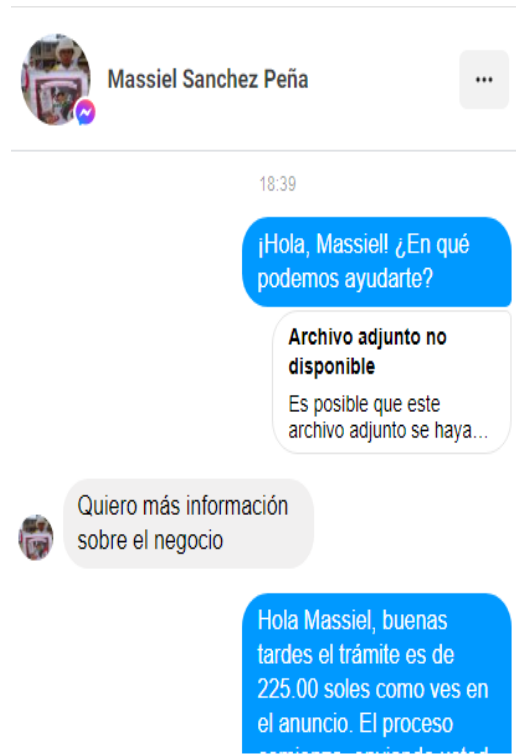 Massiel Sanchez Peña
18:39
¡Hola, Massiel! ¿En qué
podemos ayudarte?
Archivo adjunto no
disponible
Es posible que este
archivo adjunto se haya...
Quiero más información
sobre el negocio
Hola Massiel, buenas
tardes el trámite es de
225.00 soles como ves en
el anuncio. El proceso